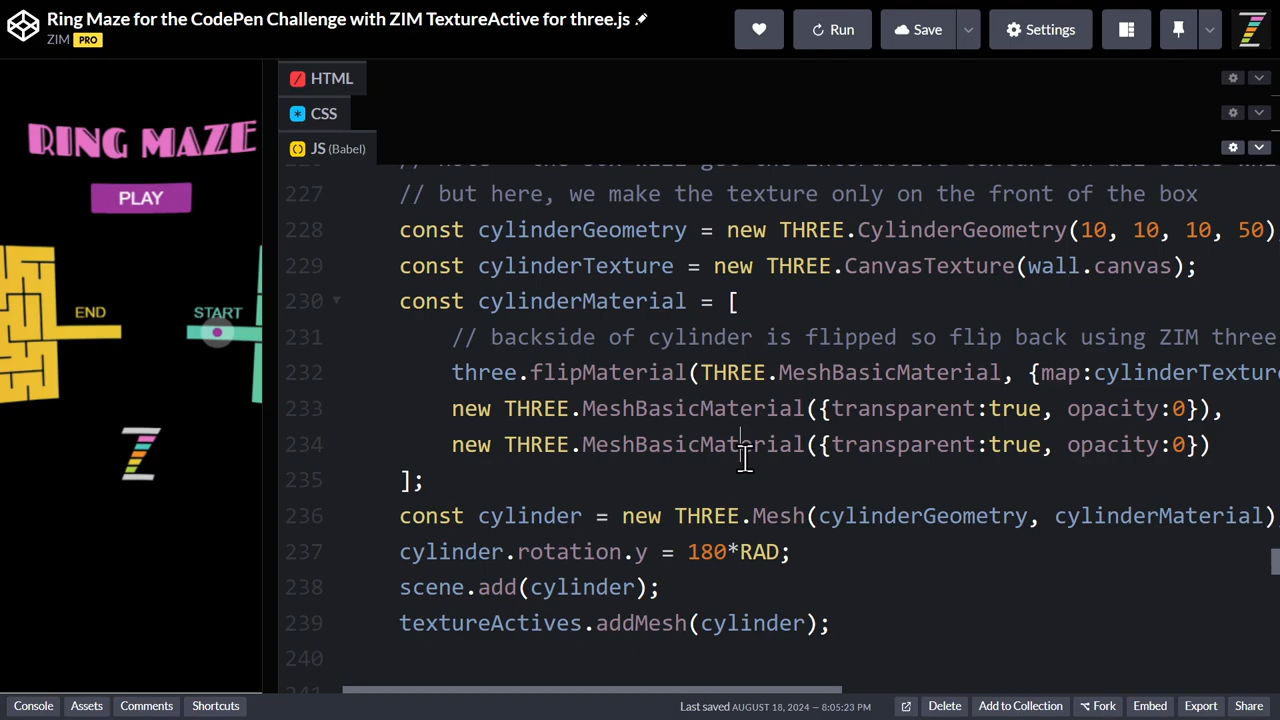 Ring Maze for the CodePen Challenge with ZIM TextureActive for three.js
ZIM PRO
Run
Save
Settings
HTML
CSS
JS (Babel)
RING MAZE
PLAY
END
START
227 // but here, we make the texture only on the front of the box
228 const cylinderGeometry = new THREE.CylinderGeometry(10, 10, 10, 50)
229 const cylinderTexture = new THREE.CanvasTexture(wall.canvas);
230 const cylinderMaterial = [
231 // backside of cylinder is flipped so flip back using ZIM three
232 three.flipMaterial(THREE.MeshBasicMaterial, {map:cylinderTexture
233 new THREE.MeshBasicMaterial({transparent:true, opacity:0}),
234 new THREE.MeshBasicMaterial({transparent:true, opacity:0})
235 ];
236 const cylinder = new THREE.Mesh(cylinderGeometry, cylinderMaterial)
237 cylinder.rotation.y = 180*RAD;
238 scene.add(cylinder);
239 textureActives.addMesh(cylinder);
240
Console Assets Comments Shortcuts Last saved AUGUST 18, 2024 — 8:05:23 PM Delete Add to Collection Fork Embed Export Share